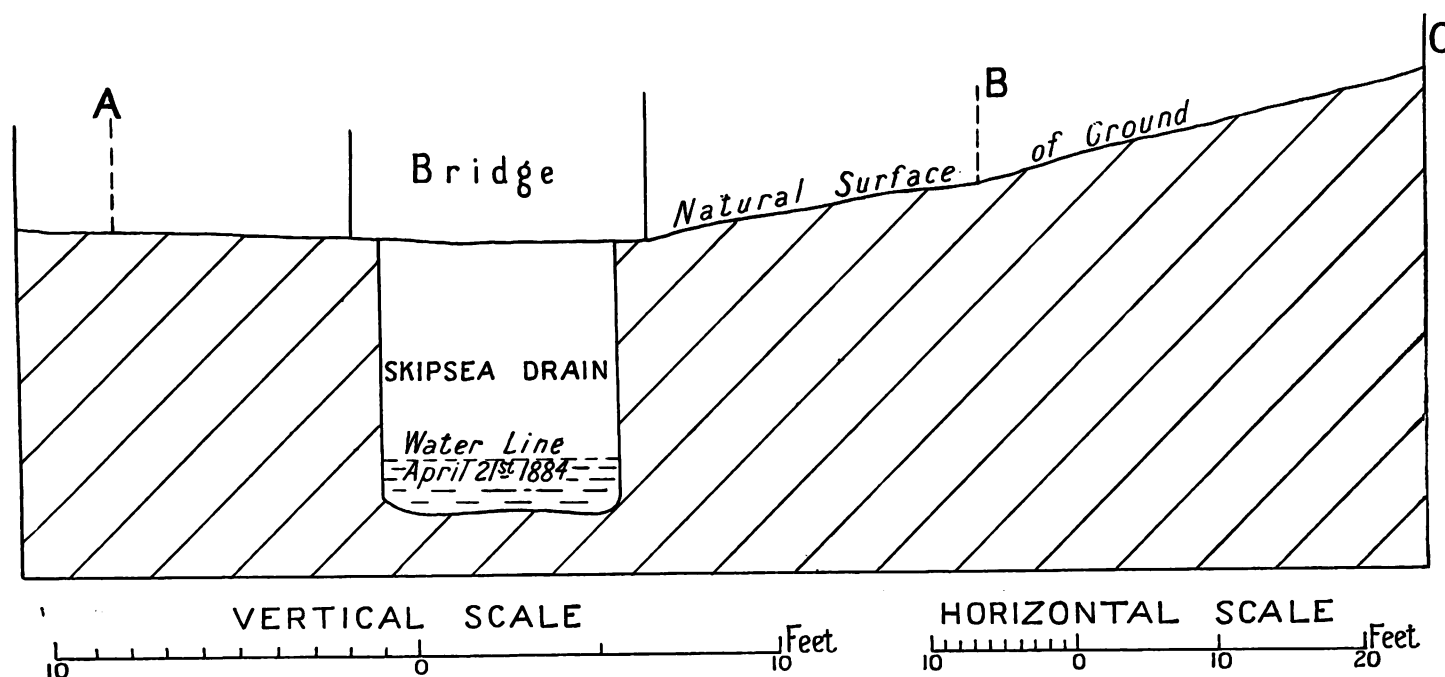 C
A
B
Bridge
Natural Surface of Ground
SKIPSEA DRAIN
Water Line
April 21st 1884
VERTICAL SCALE
10 0 10 Feet
HORIZONTAL SCALE
10 0 10 20 Feet